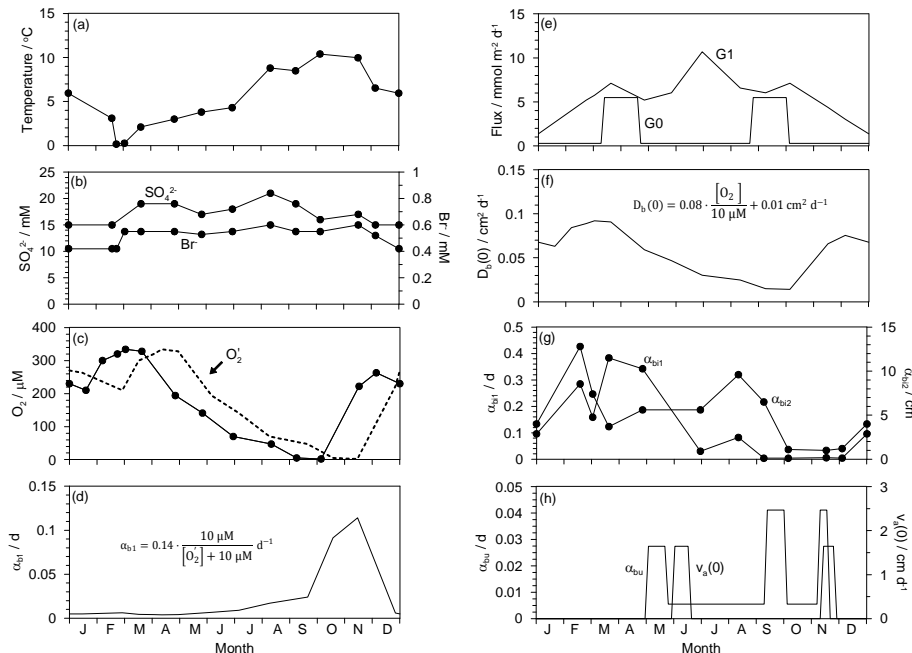 (a)
Temperature / °C
15
10
5
0
(b)
SO₄²⁻ / mM
25
20
15
10
5
0
SO₄²⁻
Br⁻
1
0.8
0.6
0.4
0.2
0
Br⁻ / mM
(c)
O₂ / µM
400
300
200
100
0
O₂'
(d)
α_b1 / d
0.15
0.1
0.05
0
α_b1 = 0.14 · 10 µM / [O₂'] + 10 µM d⁻¹
J F M A M J J A S O N D
Month
(e)
Flux / mmol m⁻² d⁻¹
15
10
5
0
G1
G0
(f)
D_b(0) / cm² d⁻¹
0.15
0.1
0.05
0
D_b(0) = 0.08 · [O₂] / 10 µM + 0.01 cm² d⁻¹
(g)
α_bi1 / d
0.5
0.4
0.3
0.2
0.1
0
α_bi1
α_bi2
15
10
5
0
α_bi2 / cm
(h)
α_bu / d
0.05
0.04
0.03
0.02
0.01
0
α_bu
v_a(0)
3
2
1
0
v_a(0) / cm d⁻¹
J F M A M J J A S O N D
Month